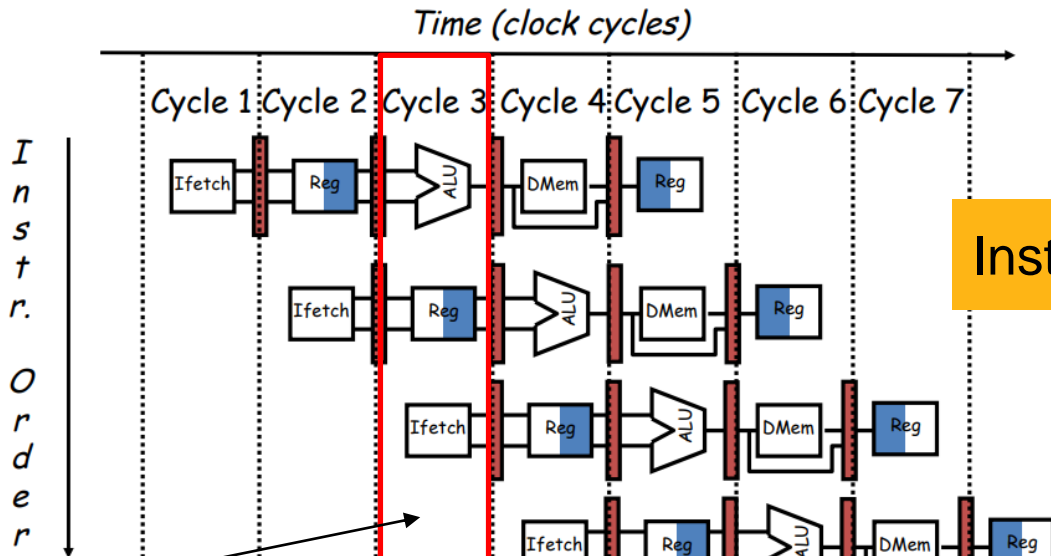 Time (clock cycles)
Cycle 1 Cycle 2 Cycle 3 Cycle 4 Cycle 5 Cycle 6 Cycle 7
Instr. Order
Ifetch Reg ALU DMem Reg
Inst
Ifetch Reg ALU DMem Reg
Ifetch Reg ALU DMem Reg
Ifetch Reg ALU DMem Reg